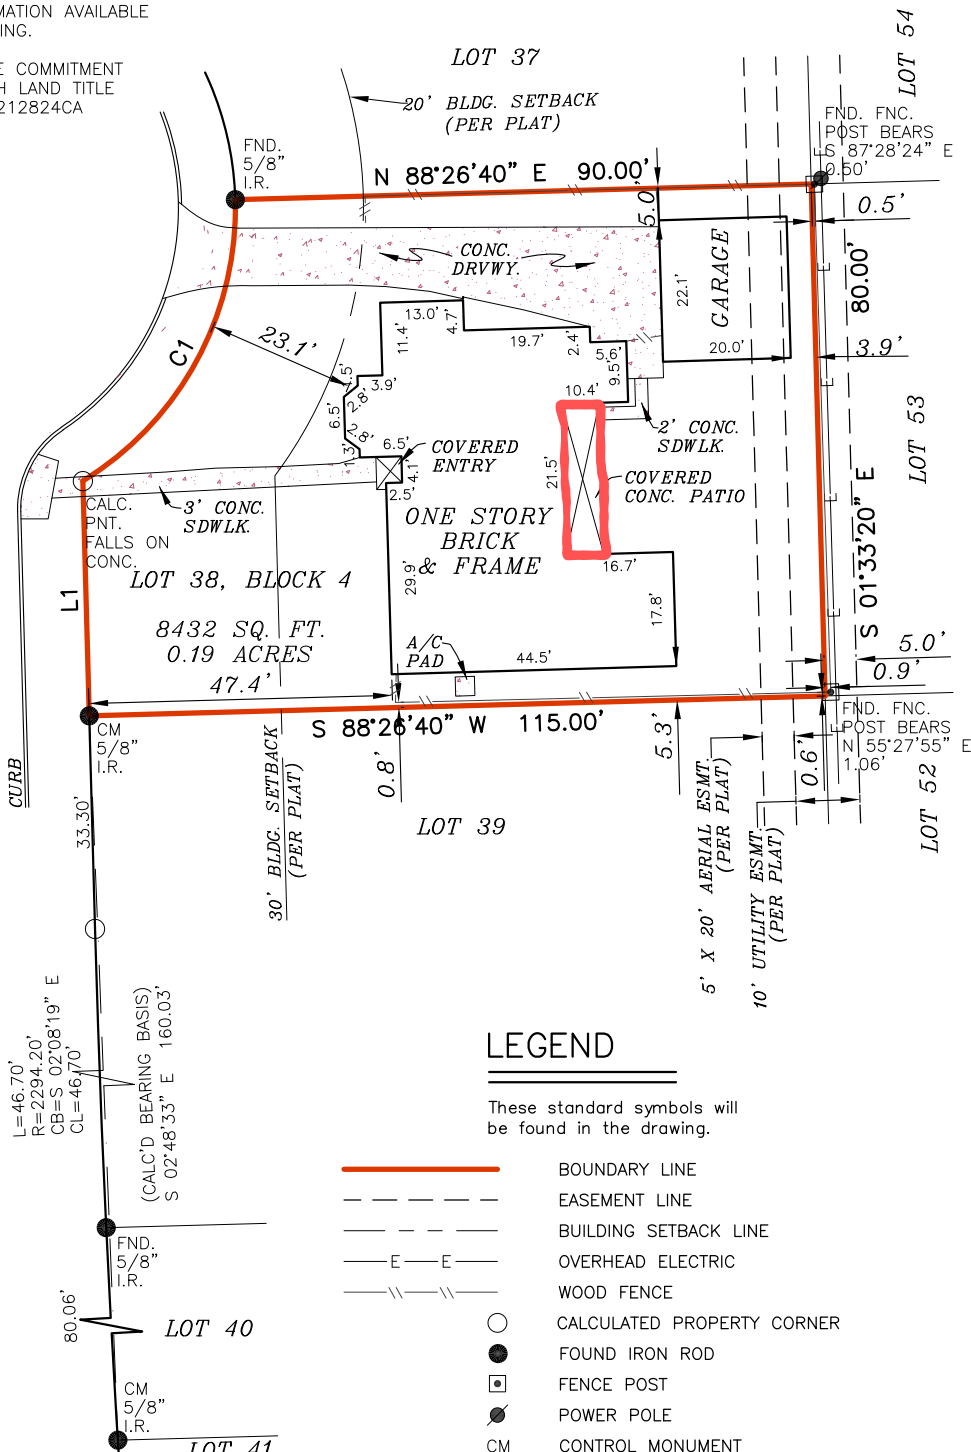 MATION AVAILABLE
ING.
E COMMITMENT
H LAND TITLE
212824CA
LOT 37
20' BLDG. SETBACK
(PER PLAT)
LOT 54
FND. FNC.
POST BEARS
S 87°28'24" E
0.50'
FND.
5/8"
I.R.
N 88°26'40" E 90.00'
5.0'
0.5'
CONC.
DRVWY.
GARAGE
22.1'
20.0'
80.00'
3.9'
C1
23.1'
13.0'
4.7'
11.4'
19.7'
2.4'
5.6'
9.5'
10.4'
3.9'
2.8'
6.5'
2.8'
1.3'
6.5'
4.1'
2.5'
COVERED
ENTRY
2' CONC.
SDWLK.
21.5'
COVERED
CONC. PATIO
LOT 53
S 01°33'20" E
3' CONC.
SDWLK.
CALC.
PNT.
FALLS ON
CONC.
ONE STORY
BRICK
& FRAME
16.7'
17.8'
29.9'
LOT 38, BLOCK 4
8432 SQ. FT.
0.19 ACRES
L1
A/C
PAD
44.5'
47.4'
5.0'
0.9'
CM
5/8"
I.R.
S 88°26'40" W 115.00'
FND. FNC.
POST BEARS
N 55°27'55" E
1.06'
0.8'
5.3'
0.6'
CURB
33.30'
30' BLDG. SETBACK
(PER PLAT)
LOT 39
5' X 20' AERIAL ESMT.
(PER PLAT)
10' UTILITY ESMT.
(PER PLAT)
LOT 52
L=46.70'
R=2294.20'
CB=S 02°08'19" E
CL=46.70'
(CALC'D BEARING BASIS)
S 02°48'33" E 160.03'
FND.
5/8"
I.R.
80.06'
LOT 40
CM
5/8"
I.R.
LOT 41
LEGEND
These standard symbols will
be found in the drawing.
BOUNDARY LINE
EASEMENT LINE
BUILDING SETBACK LINE
E E OVERHEAD ELECTRIC
WOOD FENCE
CALCULATED PROPERTY CORNER
FOUND IRON ROD
FENCE POST
POWER POLE
CM CONTROL MONUMENT